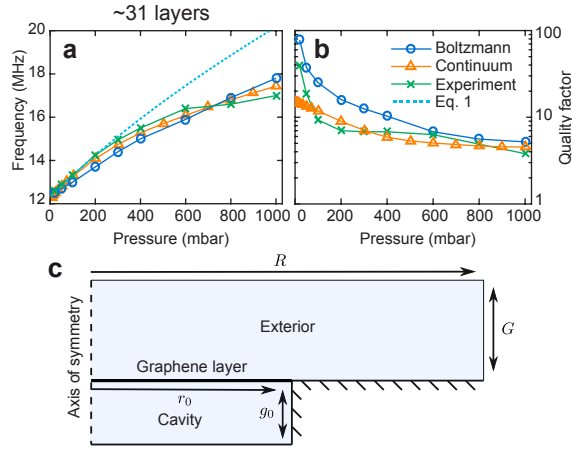 ~31 layers
a
Frequency (MHz)
20
18
16
14
12
0 200 400 600 800 1000
Pressure (mbar)
b
Boltzmann
Continuum
Experiment
Eq. 1
Quality factor
100
10
1
0 200 400 600 800 1000
Pressure (mbar)
c
R
Axis of symmetry
Exterior
G
Graphene layer
r₀
g₀
Cavity